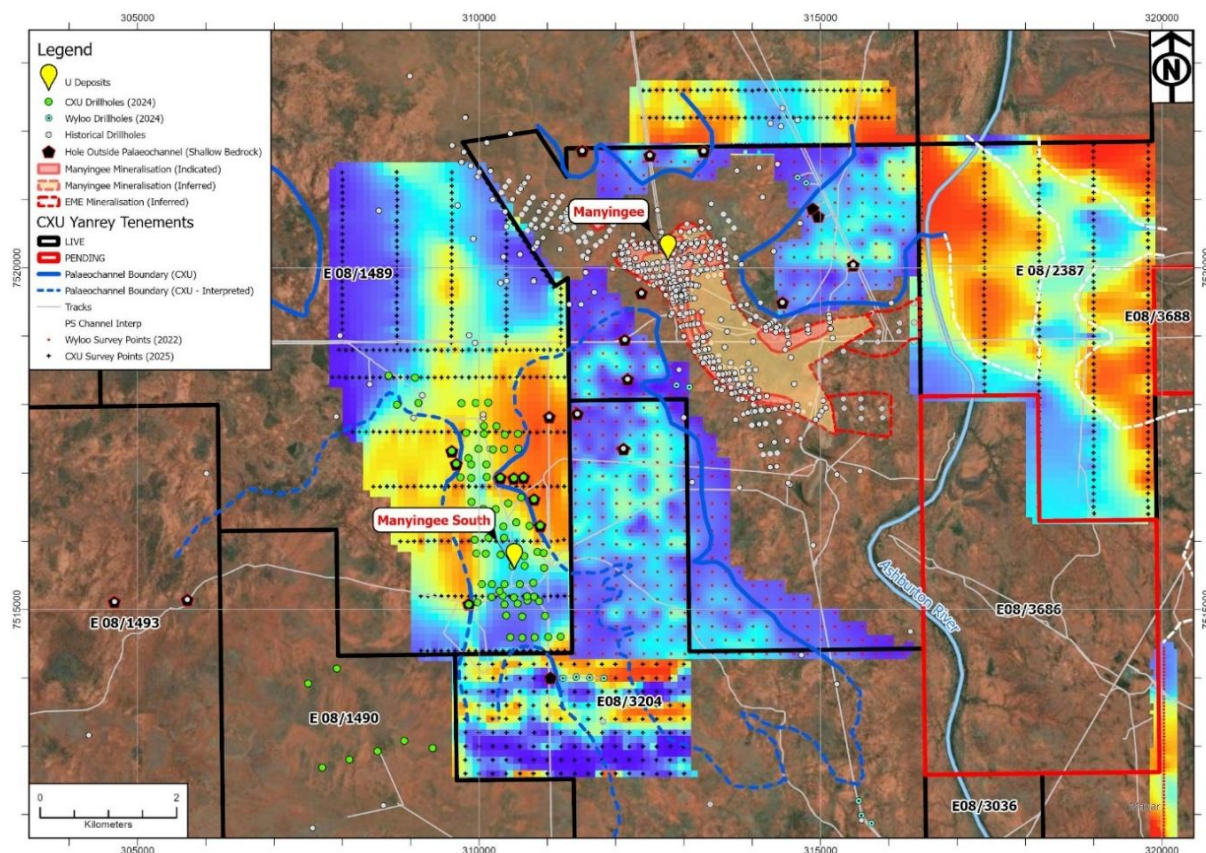 305000
310000
315000
320000
Legend
U Deposits
CXU Drillholes (2024)
Wyloo Drillholes (2024)
Historical Drillholes
Hole Outside Palaeochannel (Shallow Bedrock)
Manyingee Mineralisation (Indicated)
Manyingee Mineralisation (Inferred)
EME Mineralisation (Inferred)
CXU Yanrey Tenements
LIVE
PENDING
Palaeochannel Boundary (CXU)
Palaeochannel Boundary (CXU - Interpreted)
Tracks
PS Channel Interp
Wyloo Survey Points (2022)
CXU Survey Points (2025)
N
Manyingee
7520000
E 08/1489
E 08/2387
7520000
E08/3688
Manyingee South
Ashburton River
7515000
E 08/1493
E08/3686
7515000
E 08/1490
E08/3204
E08/3036
0
2
Kilometers
305000
310000
315000
320000